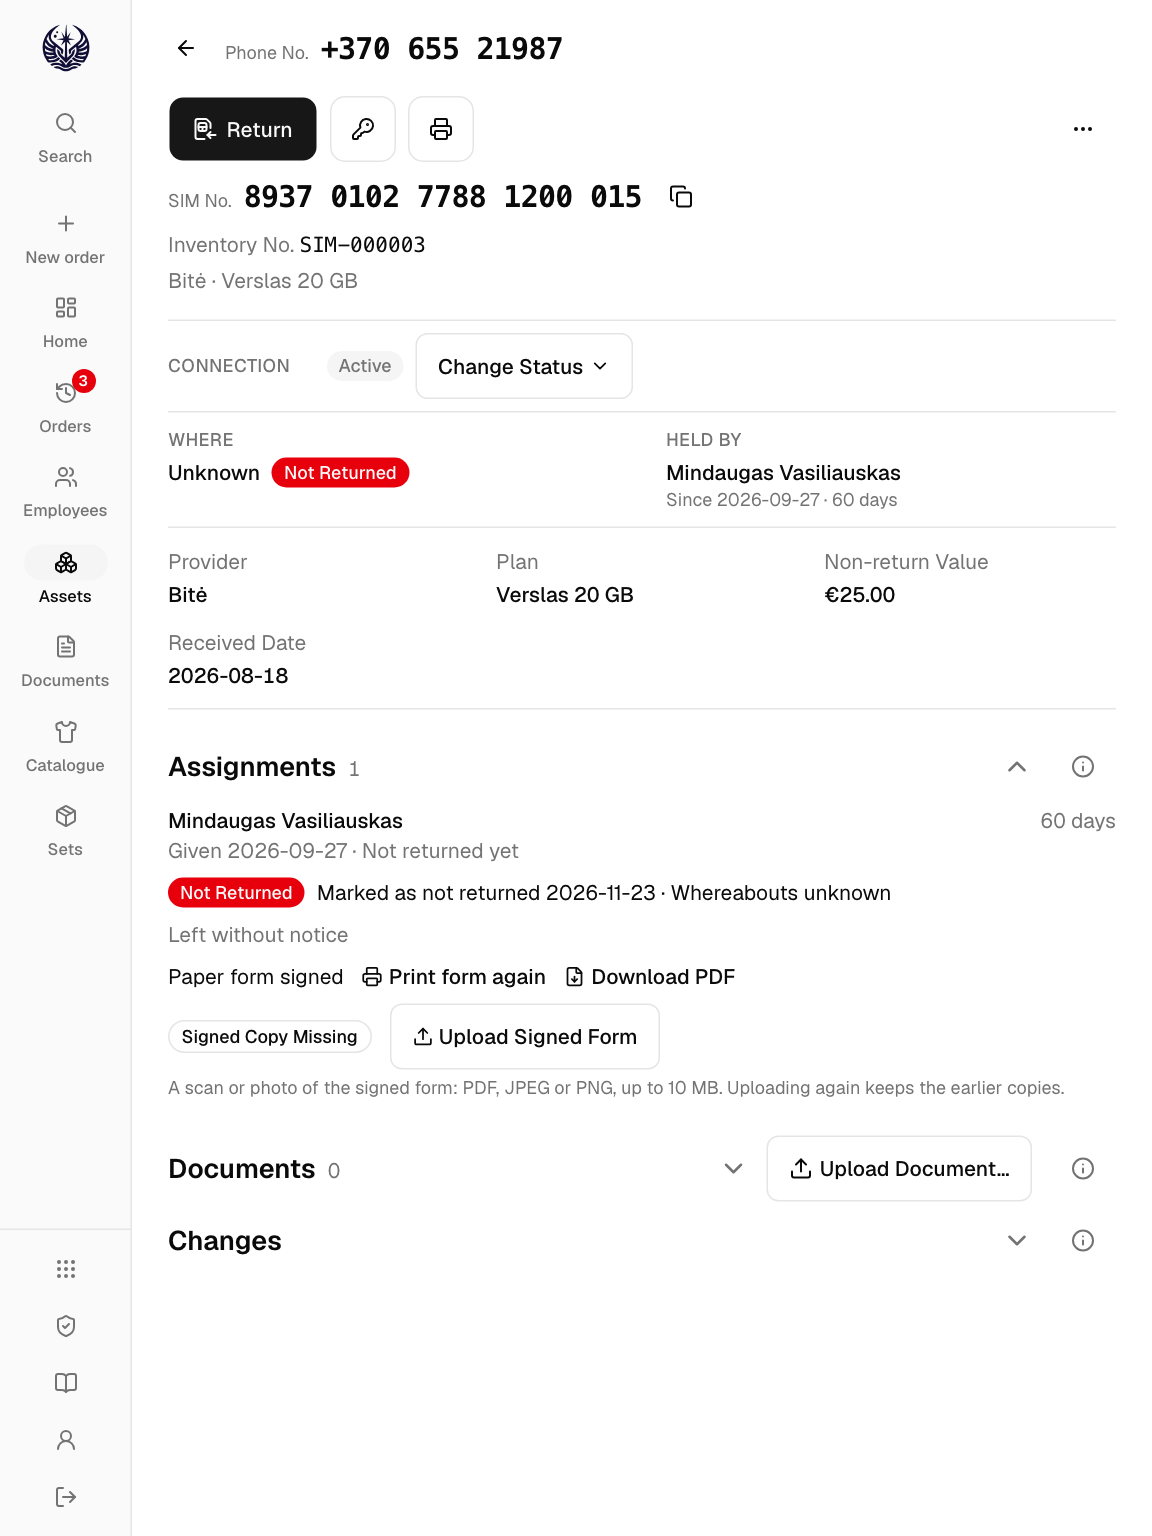 Phone No. +370 655 21987
Return
SIM No. 8937 0102 7788 1200 015
Inventory No. SIM-000003
Bitė · Verslas 20 GB
CONNECTION Active Change Status
WHERE
Unknown Not Returned
HELD BY
Mindaugas Vasiliauskas
Since 2026-09-27 · 60 days
Provider
Bitė
Plan
Verslas 20 GB
Non-return Value
€25.00
Received Date
2026-08-18
Assignments 1
Mindaugas Vasiliauskas 60 days
Given 2026-09-27 · Not returned yet
Not Returned Marked as not returned 2026-11-23 · Whereabouts unknown
Left without notice
Paper form signed Print form again Download PDF
Signed Copy Missing Upload Signed Form
A scan or photo of the signed form: PDF, JPEG or PNG, up to 10 MB. Uploading again keeps the earlier copies.
Documents 0 Upload Document...
Changes
Search
New order
Home
3
Orders
Employees
Assets
Documents
Catalogue
Sets